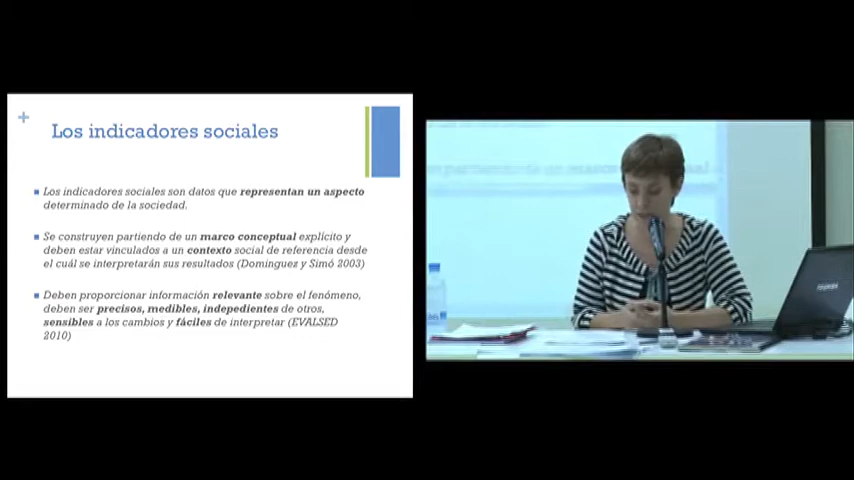 +
Los indicadores sociales
Los indicadores sociales son datos que representan un aspecto
determinado de la sociedad.
Se construyen partiendo de un marco conceptual explícito y
deben estar vinculados a un contexto social de referencia desde
el cuál se interpretarán sus resultados (Domínguez y Simó 2003)
Deben proporcionar información relevante sobre el fenómeno,
deben ser precisos, medibles, indepedientes de otros,
sensibles a los cambios y fáciles de interpretar (EVALSED
2010)